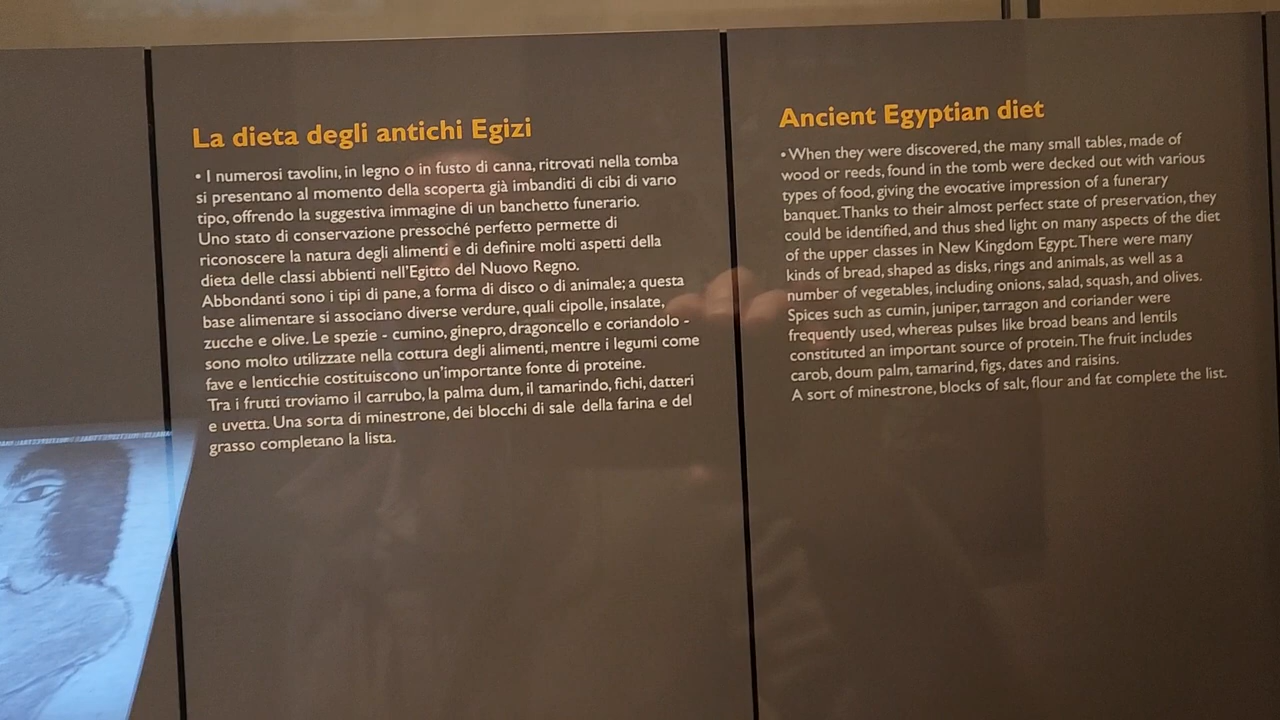 La dieta degli antichi Egizi
• I numerosi tavolini, in legno o in fusto di canna, ritrovati nella tomba
si presentano al momento della scoperta già imbanditi di cibi di vario
tipo, offrendo la suggestiva immagine di un banchetto funerario.
Uno stato di conservazione pressoché perfetto permette di
riconoscere la natura degli alimenti e di definire molti aspetti della
dieta delle classi abbienti nell'Egitto del Nuovo Regno.
Abbondanti sono i tipi di pane, a forma di disco o di animale; a questa
base alimentare si associano diverse verdure, quali cipolle, insalate,
zucche e olive. Le spezie - cumino, ginepro, dragoncello e coriandolo -
sono molto utilizzate nella cottura degli alimenti, mentre i legumi come
fave e lenticchie costituiscono un'importante fonte di proteine.
Tra i frutti troviamo il carrubo, la palma dum, il tamarindo, fichi, datteri
e uvetta. Una sorta di minestrone, dei blocchi di sale della farina e del
grasso completano la lista.
Ancient Egyptian diet
• When they were discovered, the many small tables, made of
wood or reeds, found in the tomb were decked out with various
types of food, giving the evocative impression of a funerary
banquet. Thanks to their almost perfect state of preservation, they
could be identified, and thus shed light on many aspects of the diet
of the upper classes in New Kingdom Egypt. There were many
kinds of bread, shaped as disks, rings and animals, as well as a
number of vegetables, including onions, salad, squash, and olives.
Spices such as cumin, juniper, tarragon and coriander were
frequently used, whereas pulses like broad beans and lentils
constituted an important source of protein. The fruit includes
carob, doum palm, tamarind, figs, dates and raisins.
A sort of minestrone, blocks of salt, flour and fat complete the list.